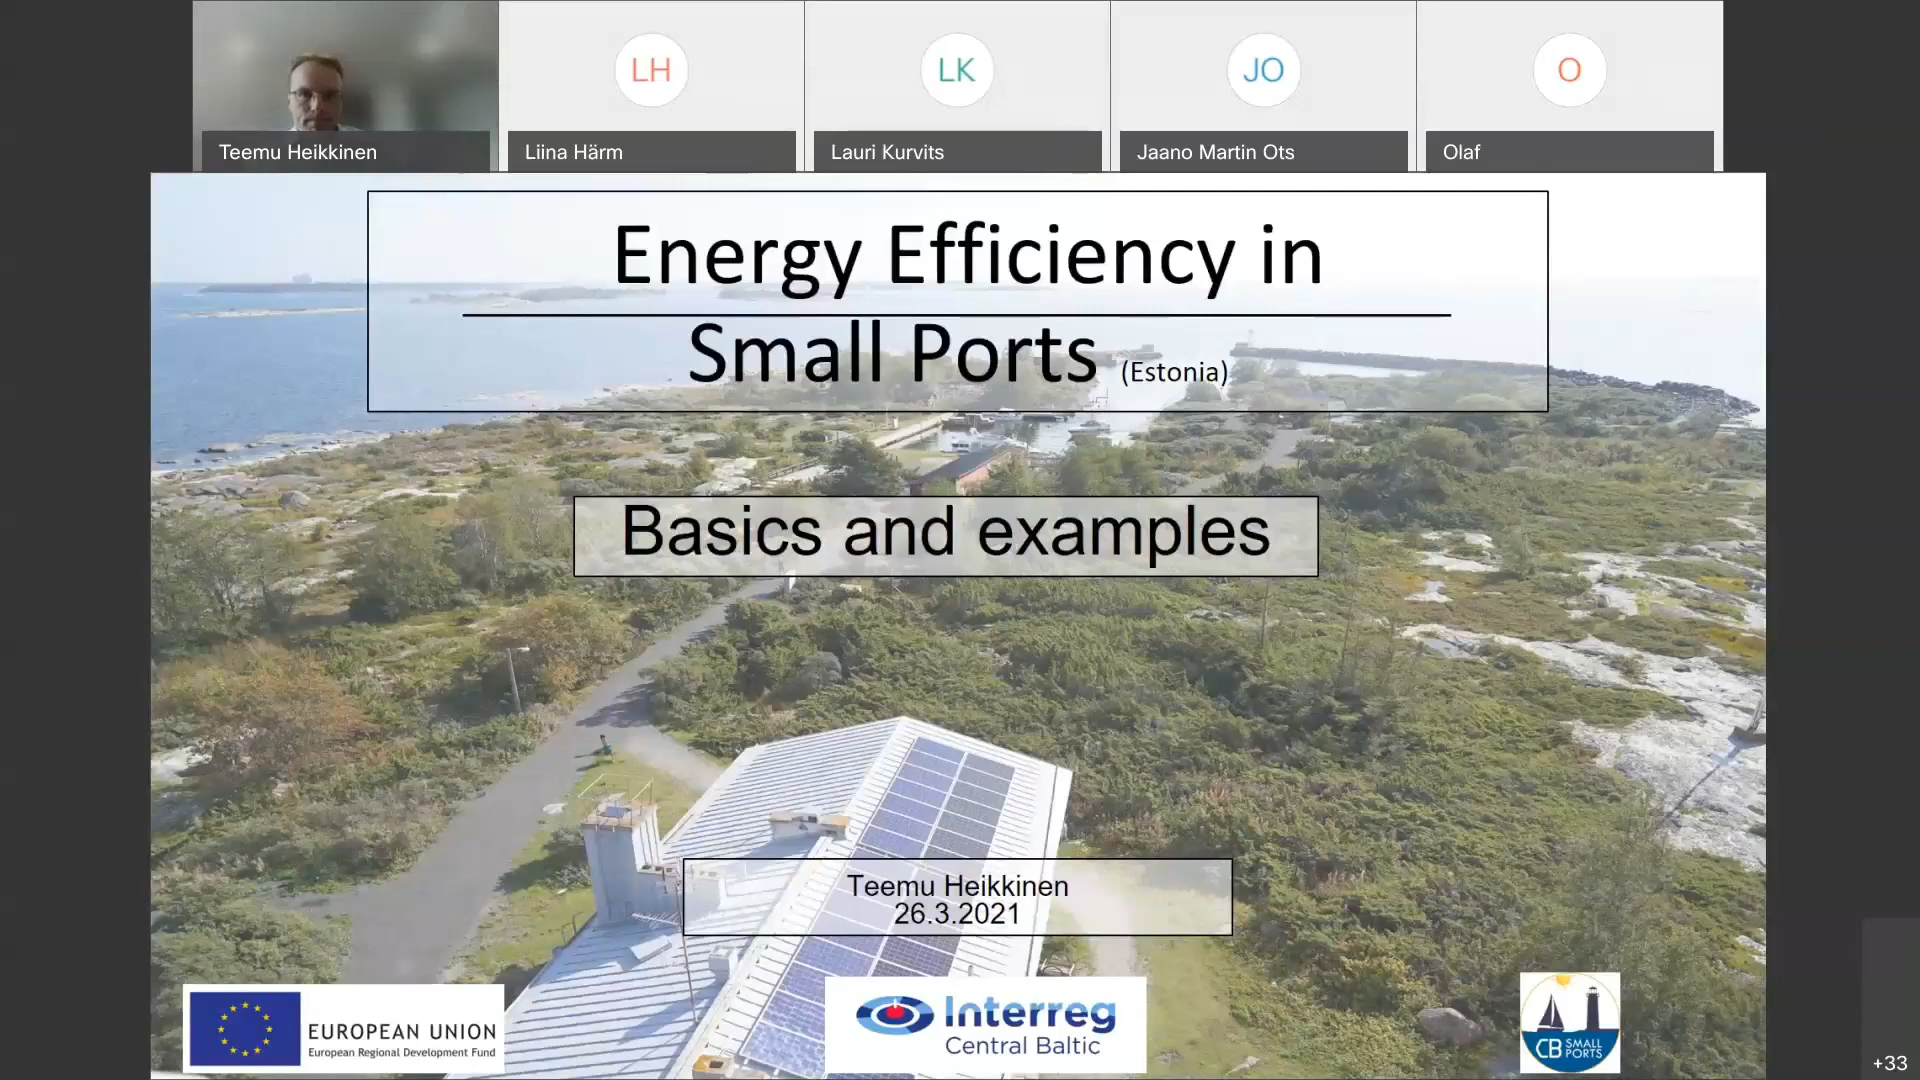 LH
LK
JO
O
Teemu Heikkinen
Liina Härm
Lauri Kurvits
Jaano Martin Ots
Olaf
Energy Efficiency in
Small Ports (Estonia)
Basics and examples
Teemu Heikkinen
26.3.2021
EUROPEAN UNION
European Regional Development Fund
Interreg
Central Baltic
CB SMALL
PORTS
+33